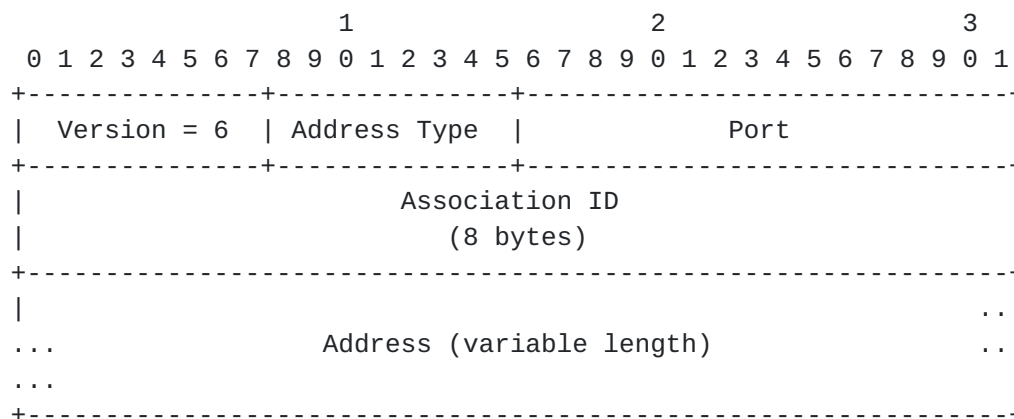 1                   2                   3
 0 1 2 3 4 5 6 7 8 9 0 1 2 3 4 5 6 7 8 9 0 1 2 3 4 5 6 7 8 9 0 1
+---------------+---------------+-------------------------------+
|  Version = 6  | Address Type  |             Port
+---------------+---------------+-------------------------------+
|                        Association ID
|                           (8 bytes)
+---------------------------------------------------------------+
|                                                             ..
...                 Address (variable length)                 ..
...
+---------------------------------------------------------------+